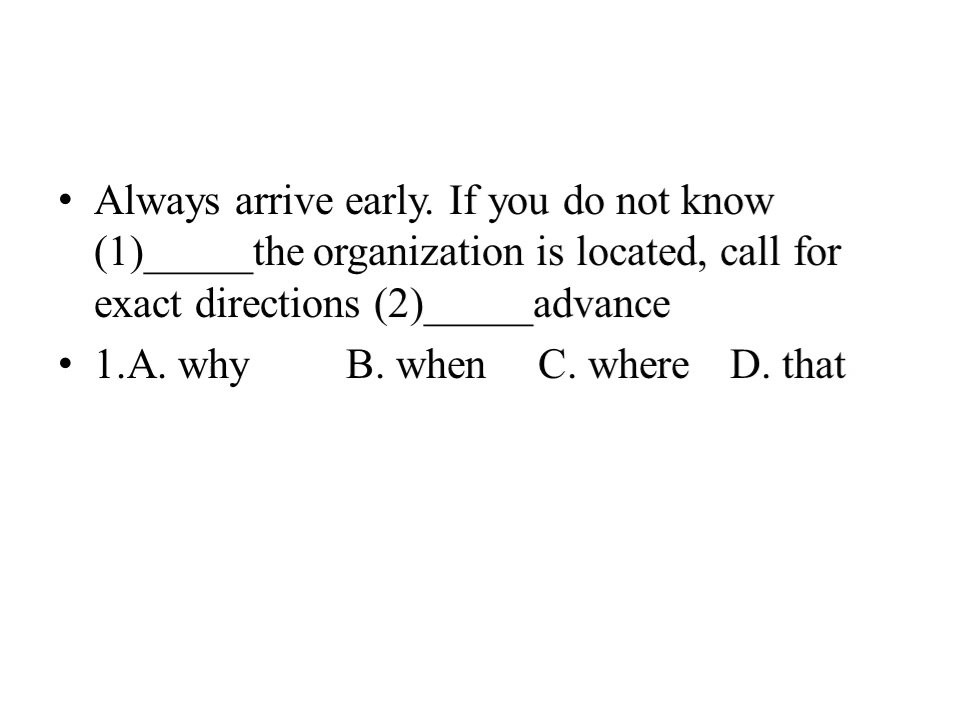 • Always arrive early. If you do not know
(1)_____the organization is located, call for
exact directions (2)_____advance
• 1.A. why B. when C. where D. that